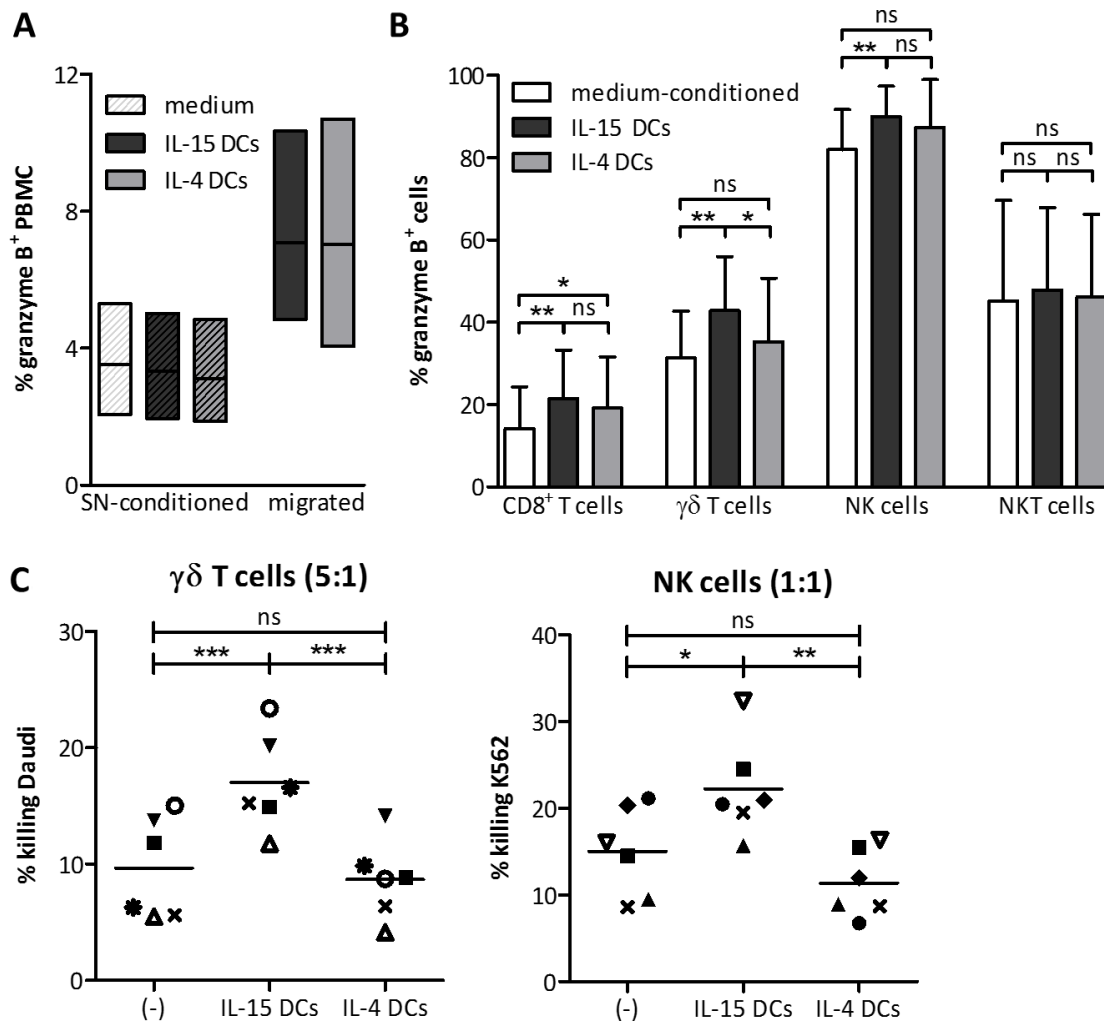 A
% granzyme B⁺ PBMC
12
8
4
0
medium
IL-15 DCs
IL-4 DCs
SN-conditioned
migrated
B
% granzyme B⁺ cells
100
80
60
40
20
0
medium-conditioned
IL-15 DCs
IL-4 DCs
*
** ns
ns
** *
ns
** ns
ns
ns ns
CD8⁺ T cells
γδ T cells
NK cells
NKT cells
C
γδ T cells (5:1)
% killing Daudi
30
20
10
0
ns
*** ***
(-)
IL-15 DCs
IL-4 DCs
NK cells (1:1)
% killing K562
40
30
20
10
0
ns
* **
(-)
IL-15 DCs
IL-4 DCs